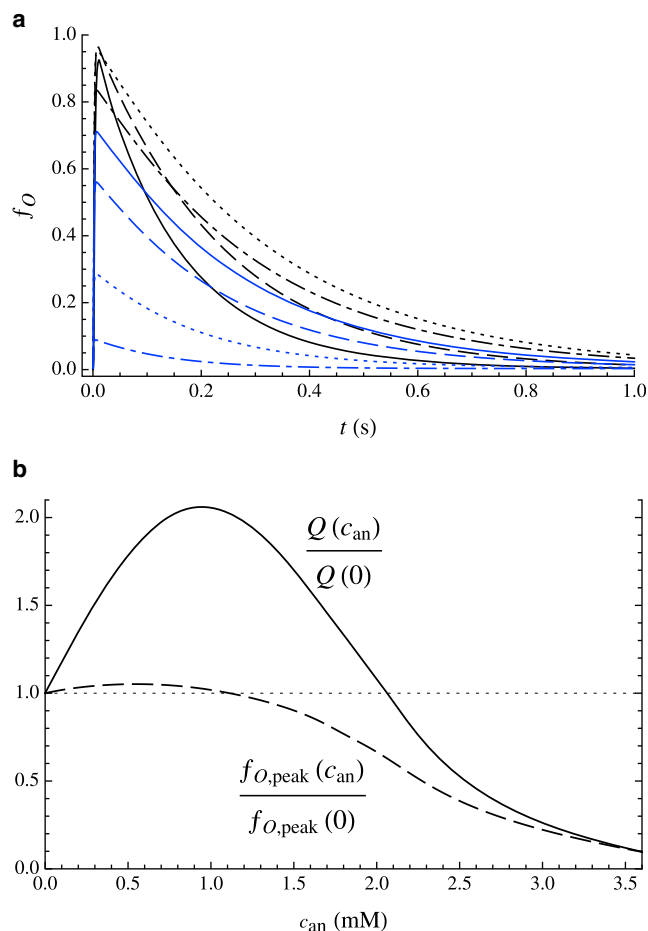 a
1.0
0.8
0.6
0.4
0.2
0.0
f_O
0.0 0.2 0.4 0.6 0.8 1.0
t (s)
b
2.0
1.5
1.0
0.5
0.0
Q (c_an)
Q (0)
f_O,peak (c_an)
f_O,peak (0)
0.0 0.5 1.0 1.5 2.0 2.5 3.0 3.5
c_an (mM)